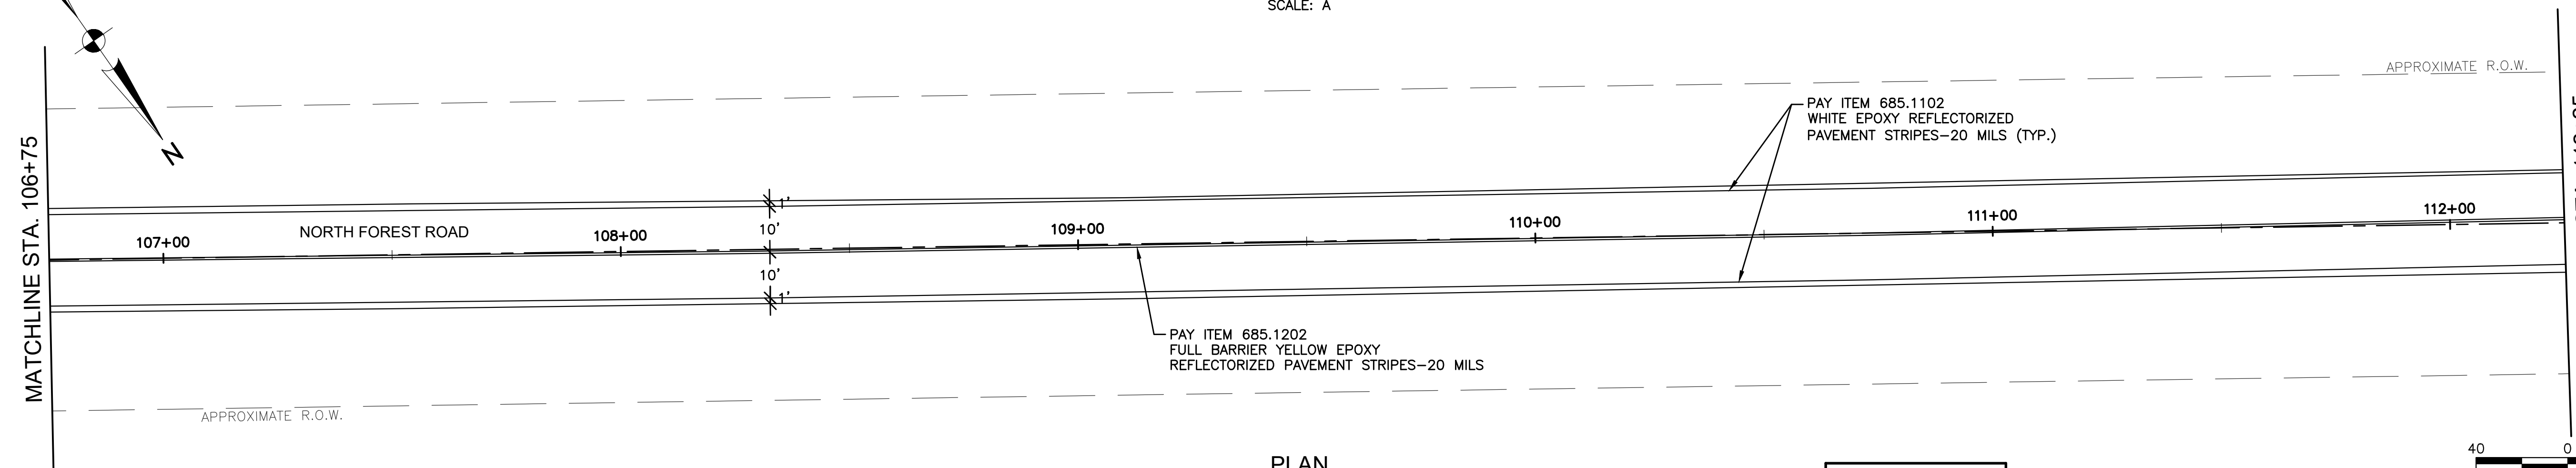 SCALE: A
APPROXIMATE R.O.W.
PAY ITEM 685.1102
WHITE EPOXY REFLECTORIZED
PAVEMENT STRIPES-20 MILS (TYP.)
N
MATCHLINE STA. 106+75
1'
10'
10'
1'
NORTH FOREST ROAD
107+00
108+00
109+00
110+00
111+00
112+00
PAY ITEM 685.1202
FULL BARRIER YELLOW EPOXY
REFLECTORIZED PAVEMENT STRIPES-20 MILS
APPROXIMATE R.O.W.
PLAN
40 0